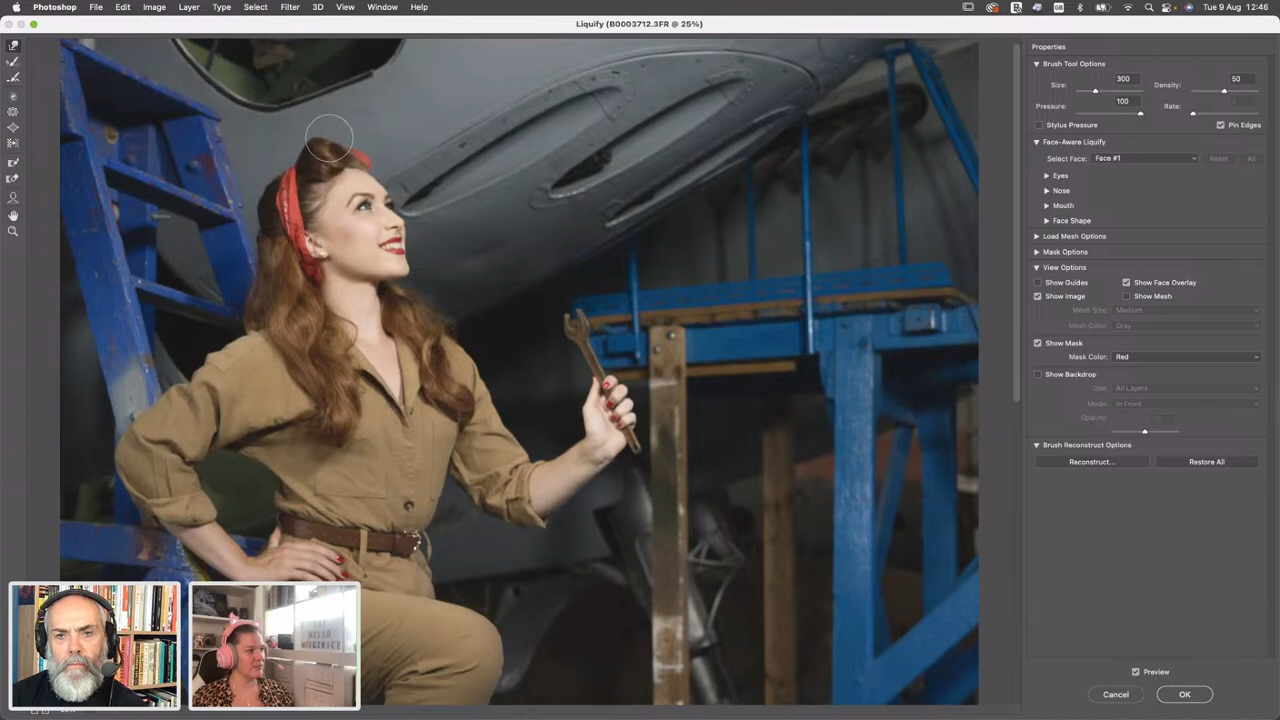 Photoshop File Edit Image Layer Type Select Filter 3D View Window Help
Tue 9 Aug 12:46
Liquify (B0003712.3FR @ 25%)
Properties
Brush Tool Options
Size: 300 Density: 50
Pressure: 100 Rate:
Stylus Pressure Pin Edges
Face-Aware Liquify
Select Face: Face #1 Reset All
Eyes
Nose
Mouth
Face Shape
Load Mesh Options
Mask Options
View Options
Show Guides Show Face Overlay
Show Image Show Mesh
Mesh Size: Medium
Mesh Color: Gray
Show Mask
Mask Color: Red
Show Backdrop
Use: All Layers
Mode: In Front
Opacity:
Brush Reconstruct Options
Reconstruct... Restore All
Preview
Cancel OK